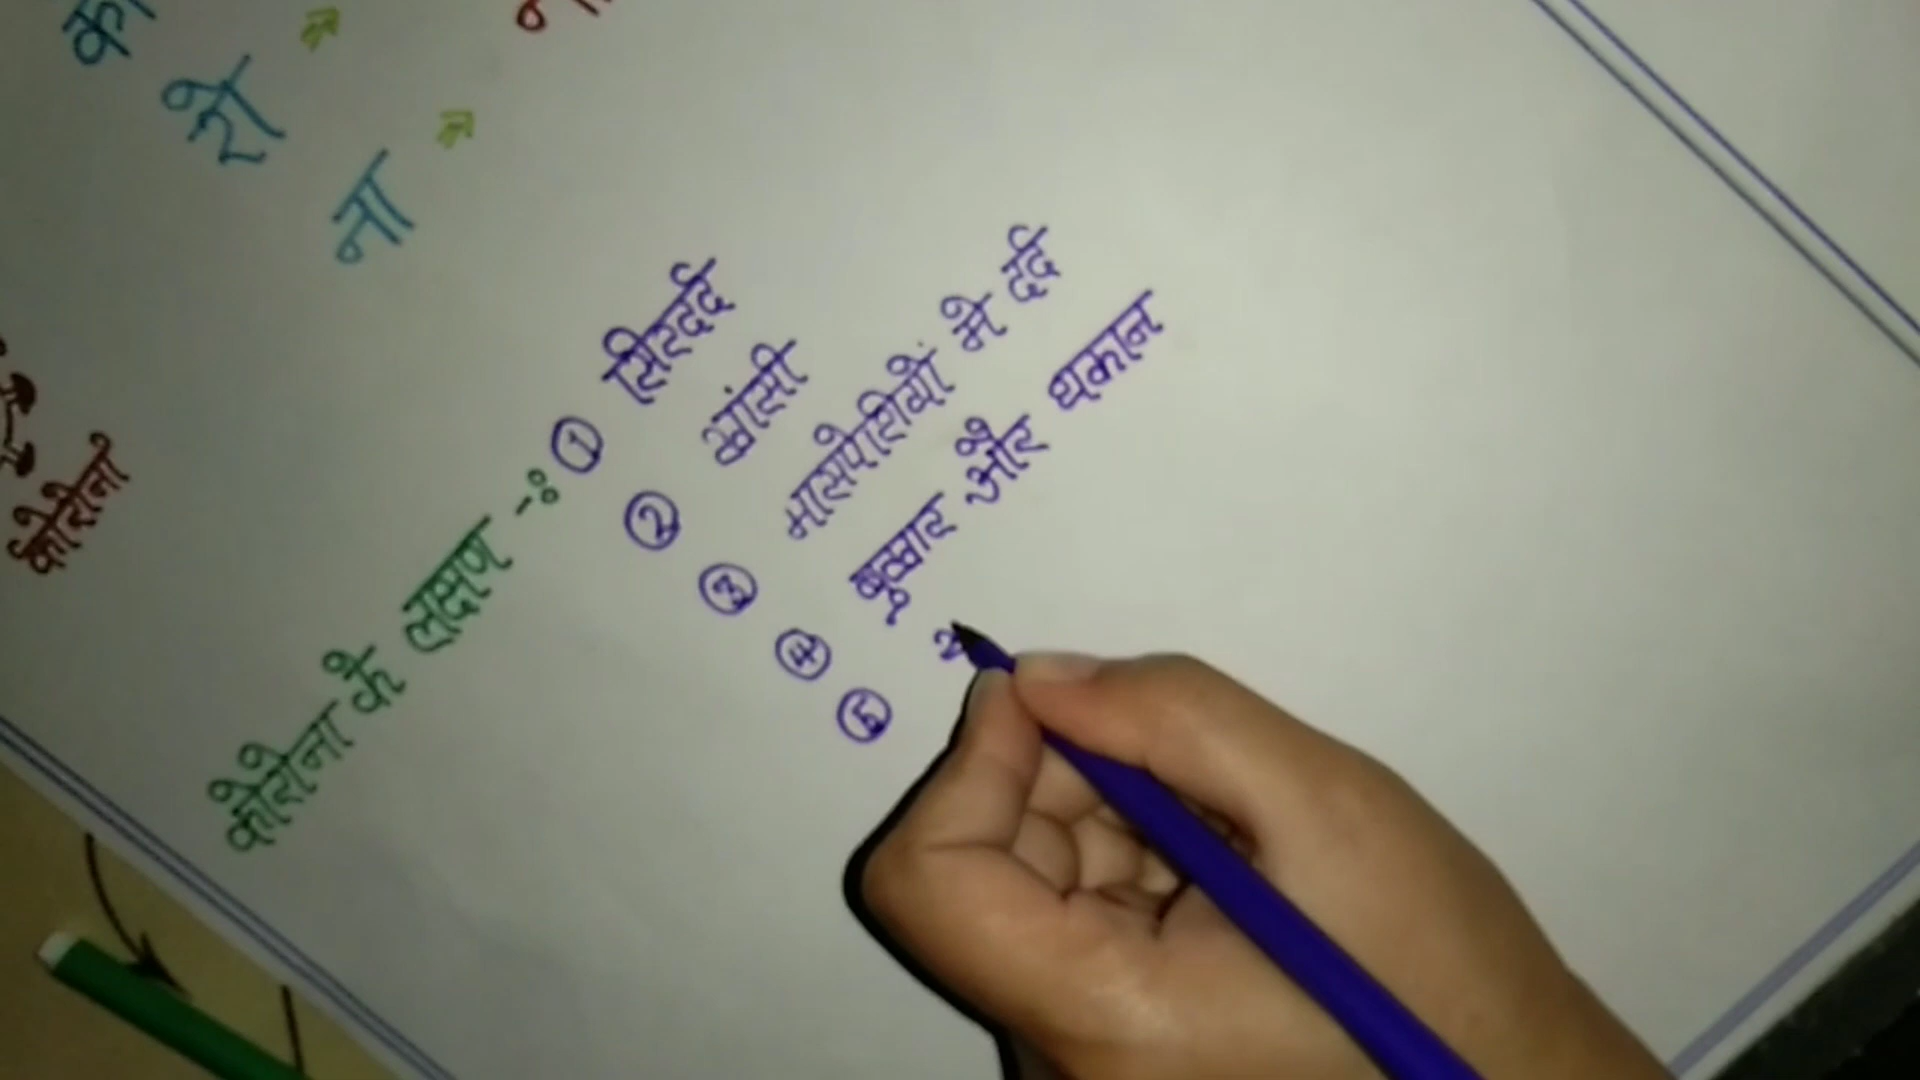 रो
ना
कोरोना
कोरोना के लक्षण -ः ① सिरदर्द
② खांसी
③ मासपेशियों मे दर्द
④ बुखार और थकान
⑤